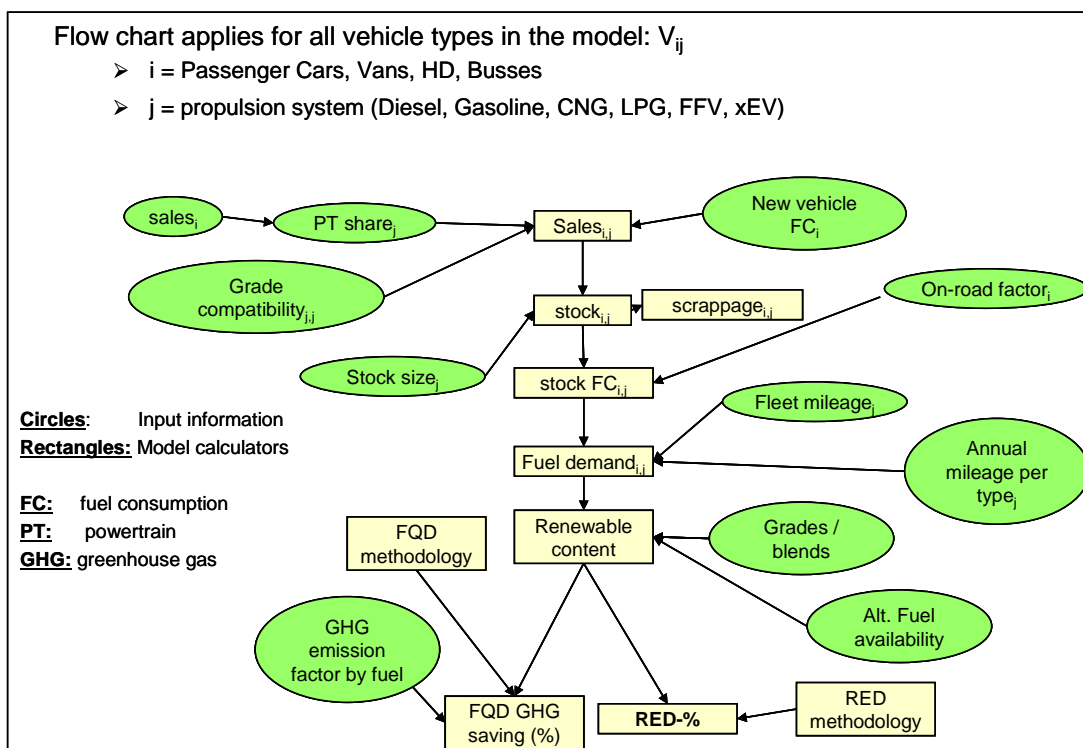 Flow chart applies for all vehicle types in the model: Vij
➢ i = Passenger Cars, Vans, HD, Busses
➢ j = propulsion system (Diesel, Gasoline, CNG, LPG, FFV, xEV)
salesi
PT sharej
Salesi,j
New vehicle
FCi
Grade
compatibilityj,j
stocki,j
scrappagei,j
On-road factori
Stock sizej
stock FCi,j
Circles: Input information
Rectangles: Model calculators
FC: fuel consumption
PT: powertrain
GHG: greenhouse gas
Fleet mileagej
Fuel demandi,j
Annual
mileage per
typej
FQD
methodology
Renewable
content
Grades /
blends
Alt. Fuel
availability
GHG
emission
factor by fuel
FQD GHG
saving (%)
RED-%
RED
methodology